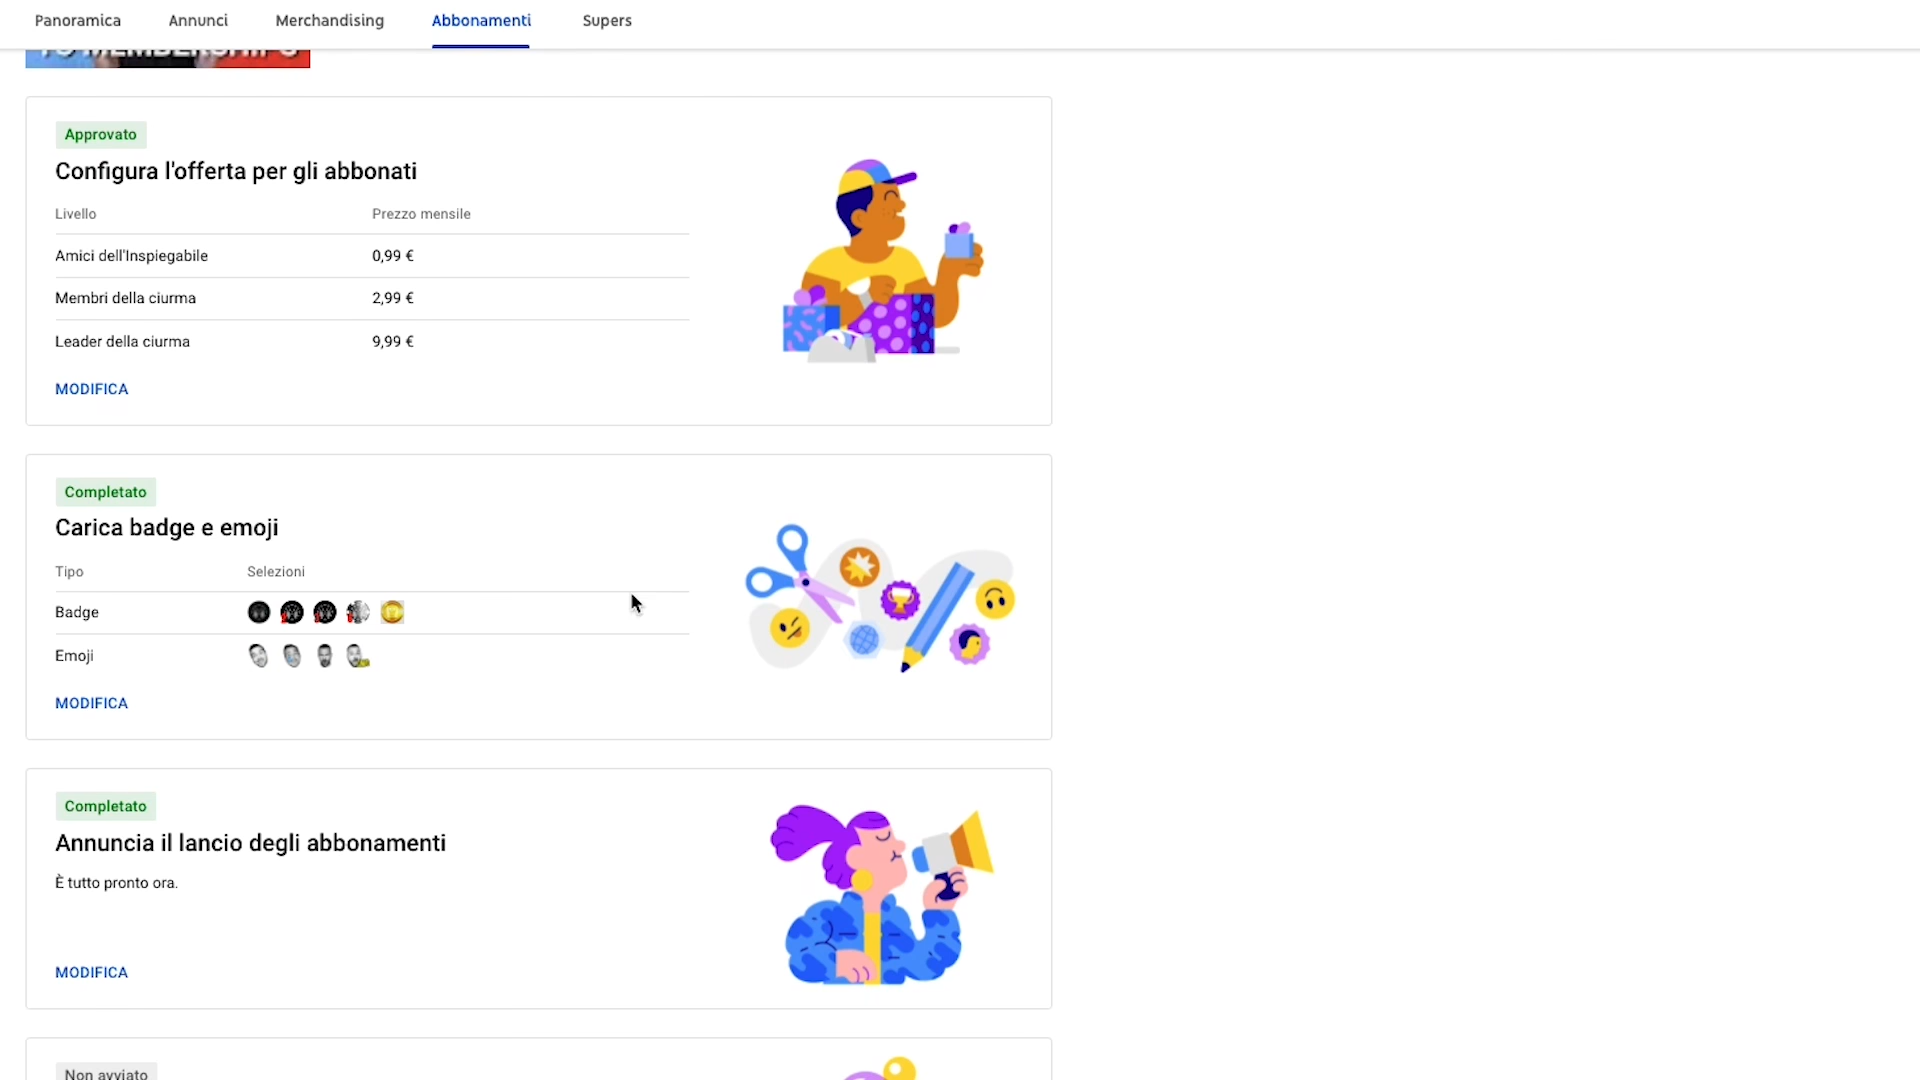 Panoramica
Annunci
Merchandising
Abbonamenti
Supers
Approvato
Configura l'offerta per gli abbonati
Livello Prezzo mensile
Amici dell'Inspiegabile 0,99 €
Membri della ciurma 2,99 €
Leader della ciurma 9,99 €
MODIFICA
Completato
Carica badge e emoji
Tipo Selezioni
Badge
Emoji
MODIFICA
Completato
Annuncia il lancio degli abbonamenti
È tutto pronto ora.
MODIFICA
Non avviato